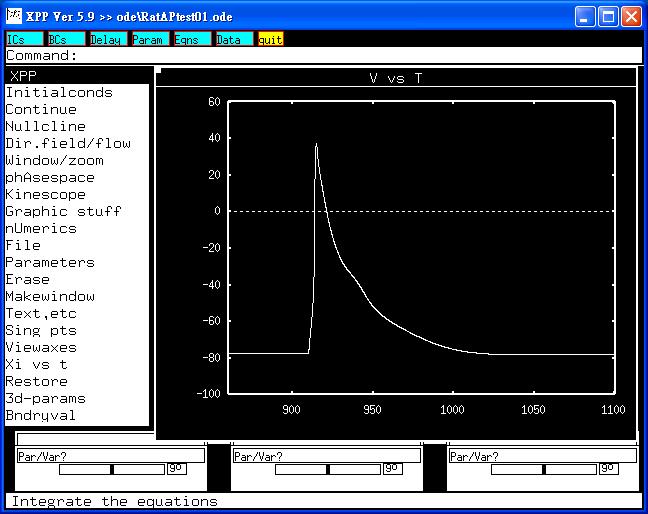 XPP Ver 5.9 >> ode\RatAPtest01.ode
ICs BCs Delay Param Eqns Data quit
Command:
XPP
Initialconds
Continue
Nullcline
Dir.field/flow
Window/zoom
phAsespace
Kinescope
Graphic stuff
nUmerics
File
Parameters
Erase
Makewindow
Text,etc
Sing pts
Viewaxes
Xi vs t
Restore
3d-params
Bndryval
V vs T
60
40
20
0
-20
-40
-60
-80
-100
900 950 1000 1050 1100
Par/Var? Par/Var? Par/Var?
go go go
Integrate the equations